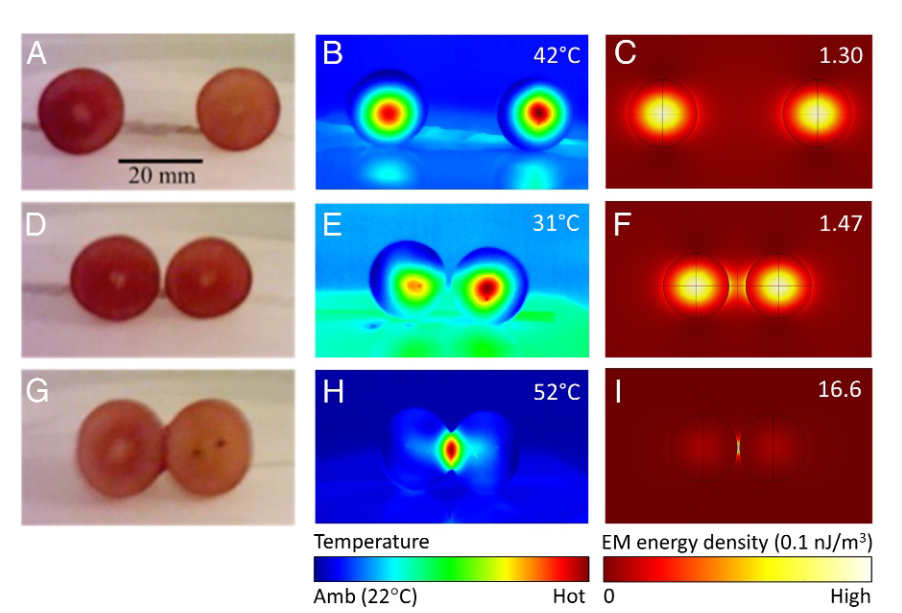 A
20 mm
B
42°C
C
1.30
D
E
31°C
F
1.47
G
H
52°C
I
16.6
Temperature
Amb (22°C)
Hot
EM energy density (0.1 nJ/m³)
0
High